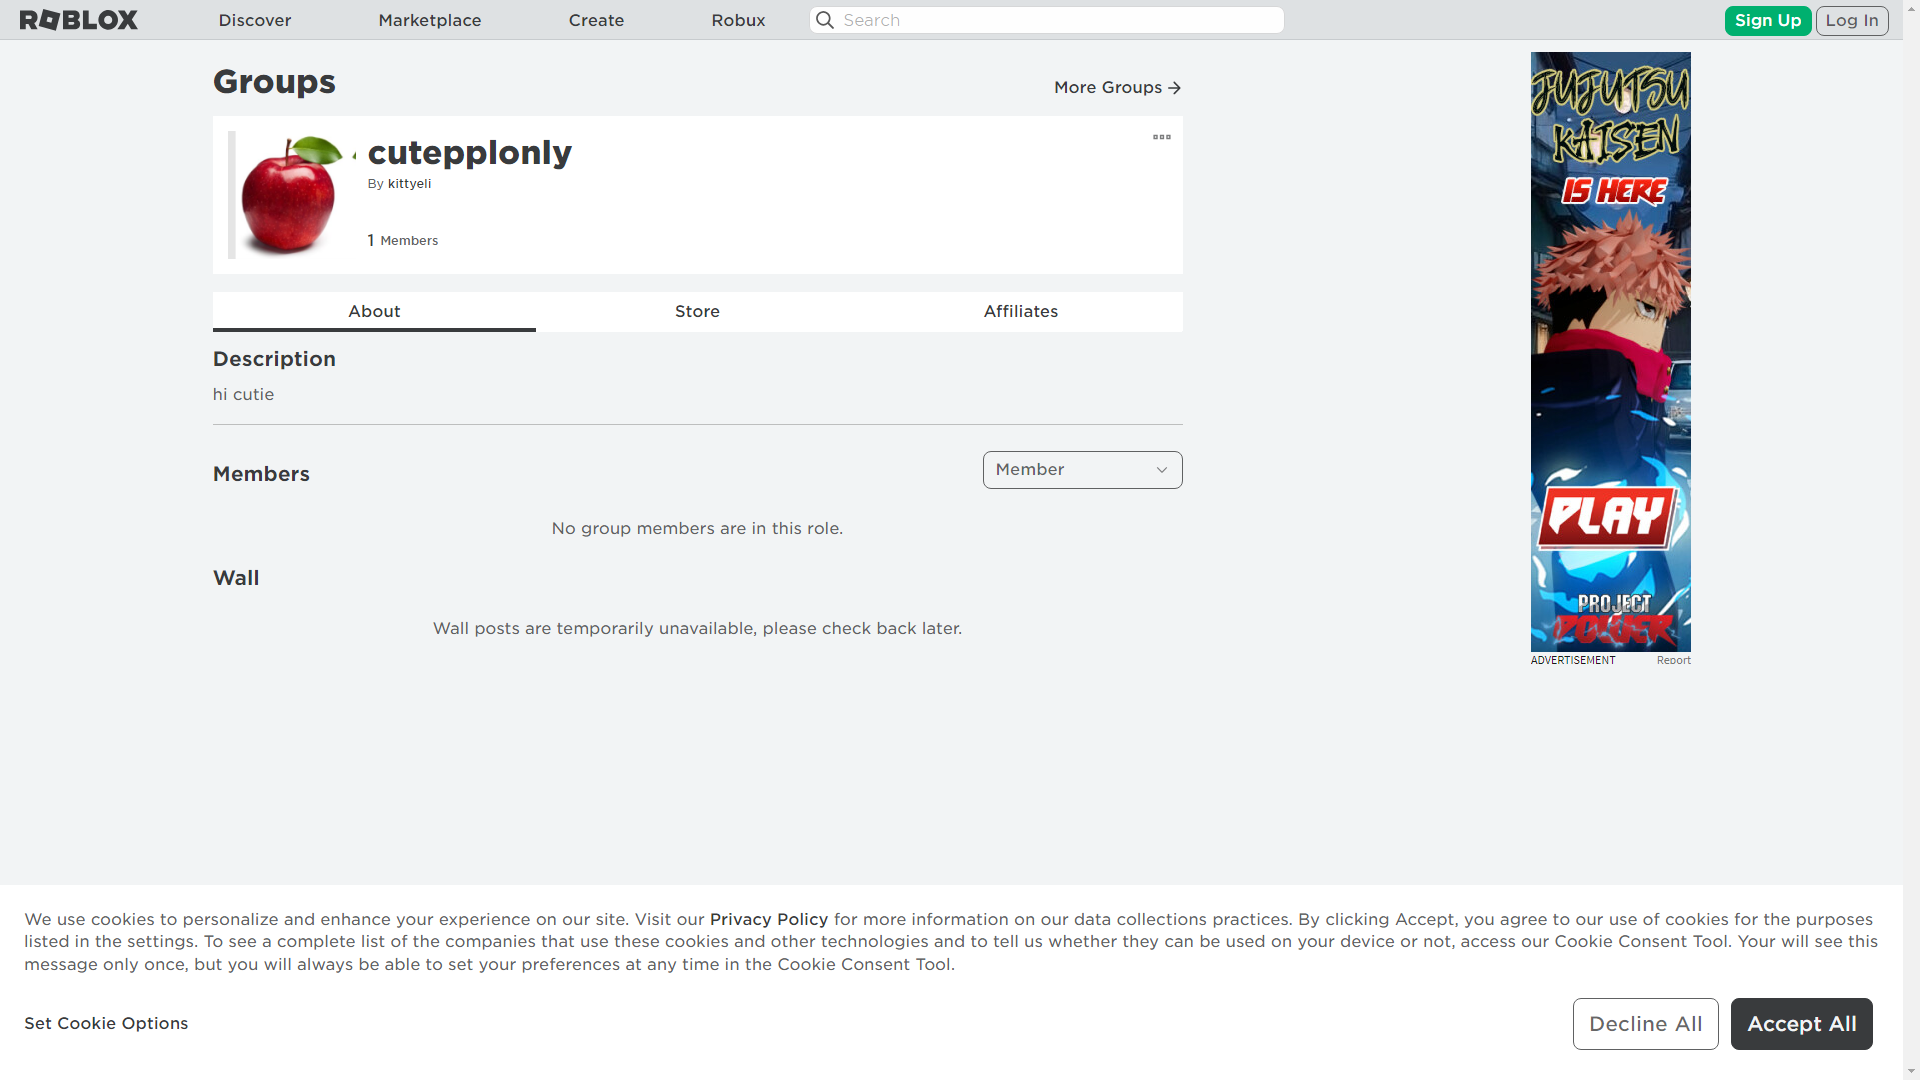 ROBLOX
Discover
Marketplace
Create
Robux
Search
Sign Up
Log In
Groups
More Groups
cutepplonly
By kittyeli
1 Members
About
Store
Affiliates
Description
hi cutie
Members
Member
No group members are in this role.
Wall
Wall posts are temporarily unavailable, please check back later.
JUJUTSU
KAISEN
IS HERE
PLAY
PROJECT
POWER
ADVERTISEMENT
Report
We use cookies to personalize and enhance your experience on our site. Visit our Privacy Policy for more information on our data collections practices. By clicking Accept, you agree to our use of cookies for the purposes
listed in the settings. To see a complete list of the companies that use these cookies and other technologies and to tell us whether they can be used on your device or not, access our Cookie Consent Tool. Your will see this
message only once, but you will always be able to set your preferences at any time in the Cookie Consent Tool.
Set Cookie Options
Decline All
Accept All